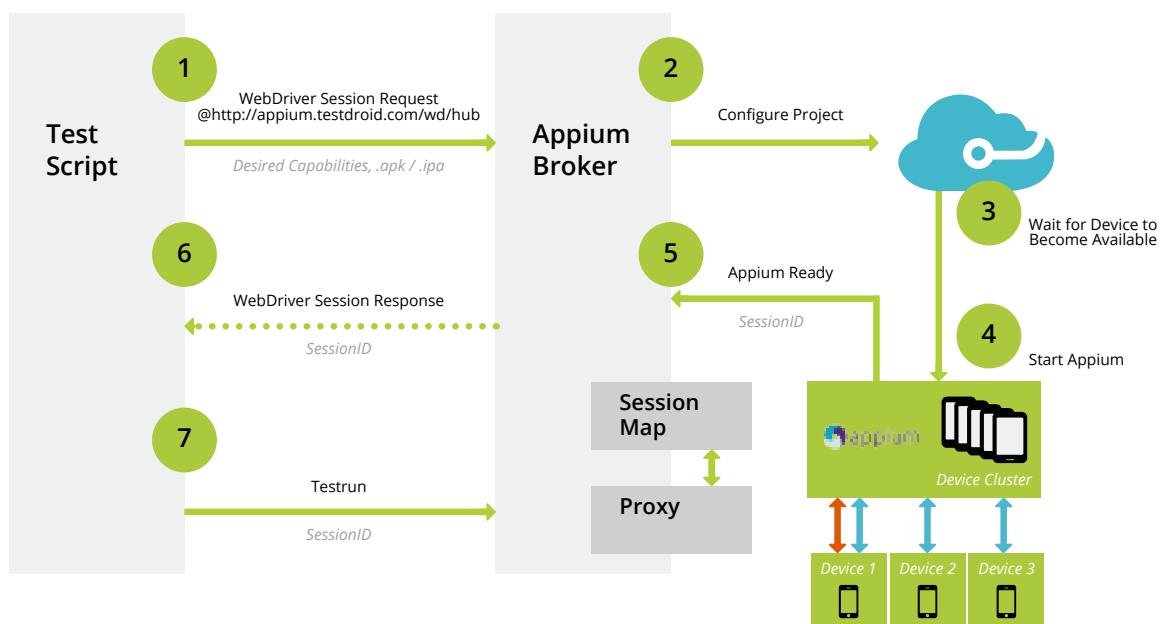 1
WebDriver Session Request
@http://appium.testdroid.com/wd/hub
Desired Capabilities, .apk / .ipa
Test
Script
2
Configure Project
Appium
Broker
3
Wait for Device to
Become Available
4
Start Appium
5
Appium Ready
SessionID
6
WebDriver Session Response
SessionID
7
Testrun
SessionID
Session
Map
Proxy
appium
Device Cluster
Device 1
Device 2
Device 3